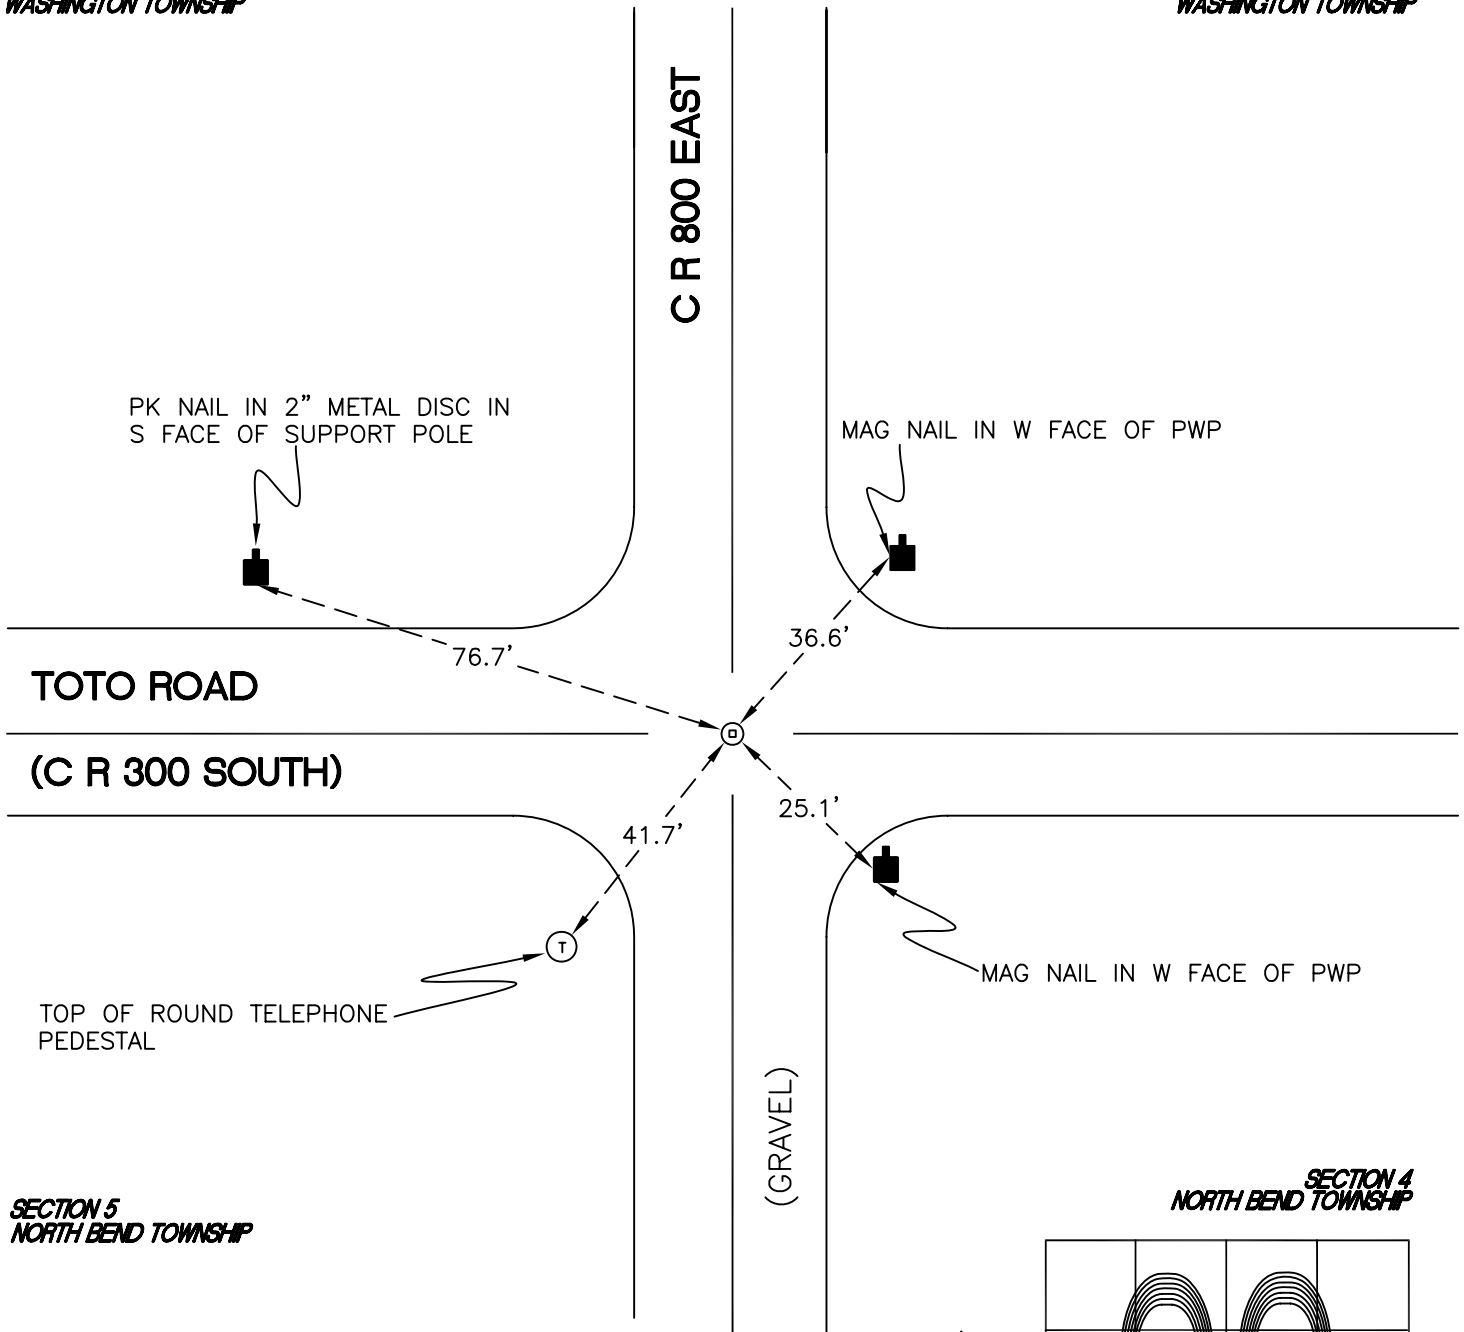 WASHINGTON TOWNSHIP
WASHINGTON TOWNSHIP
C R 800 EAST
PK NAIL IN 2” METAL DISC IN
S FACE OF SUPPORT POLE
MAG NAIL IN W FACE OF PWP
36.6'
76.7'
TOTO ROAD
(C R 300 SOUTH)
25.1'
41.7'
T
MAG NAIL IN W FACE OF PWP
TOP OF ROUND TELEPHONE
PEDESTAL
(GRAVEL)
SECTION 4
NORTH BEND TOWNSHIP
SECTION 5
NORTH BEND TOWNSHIP